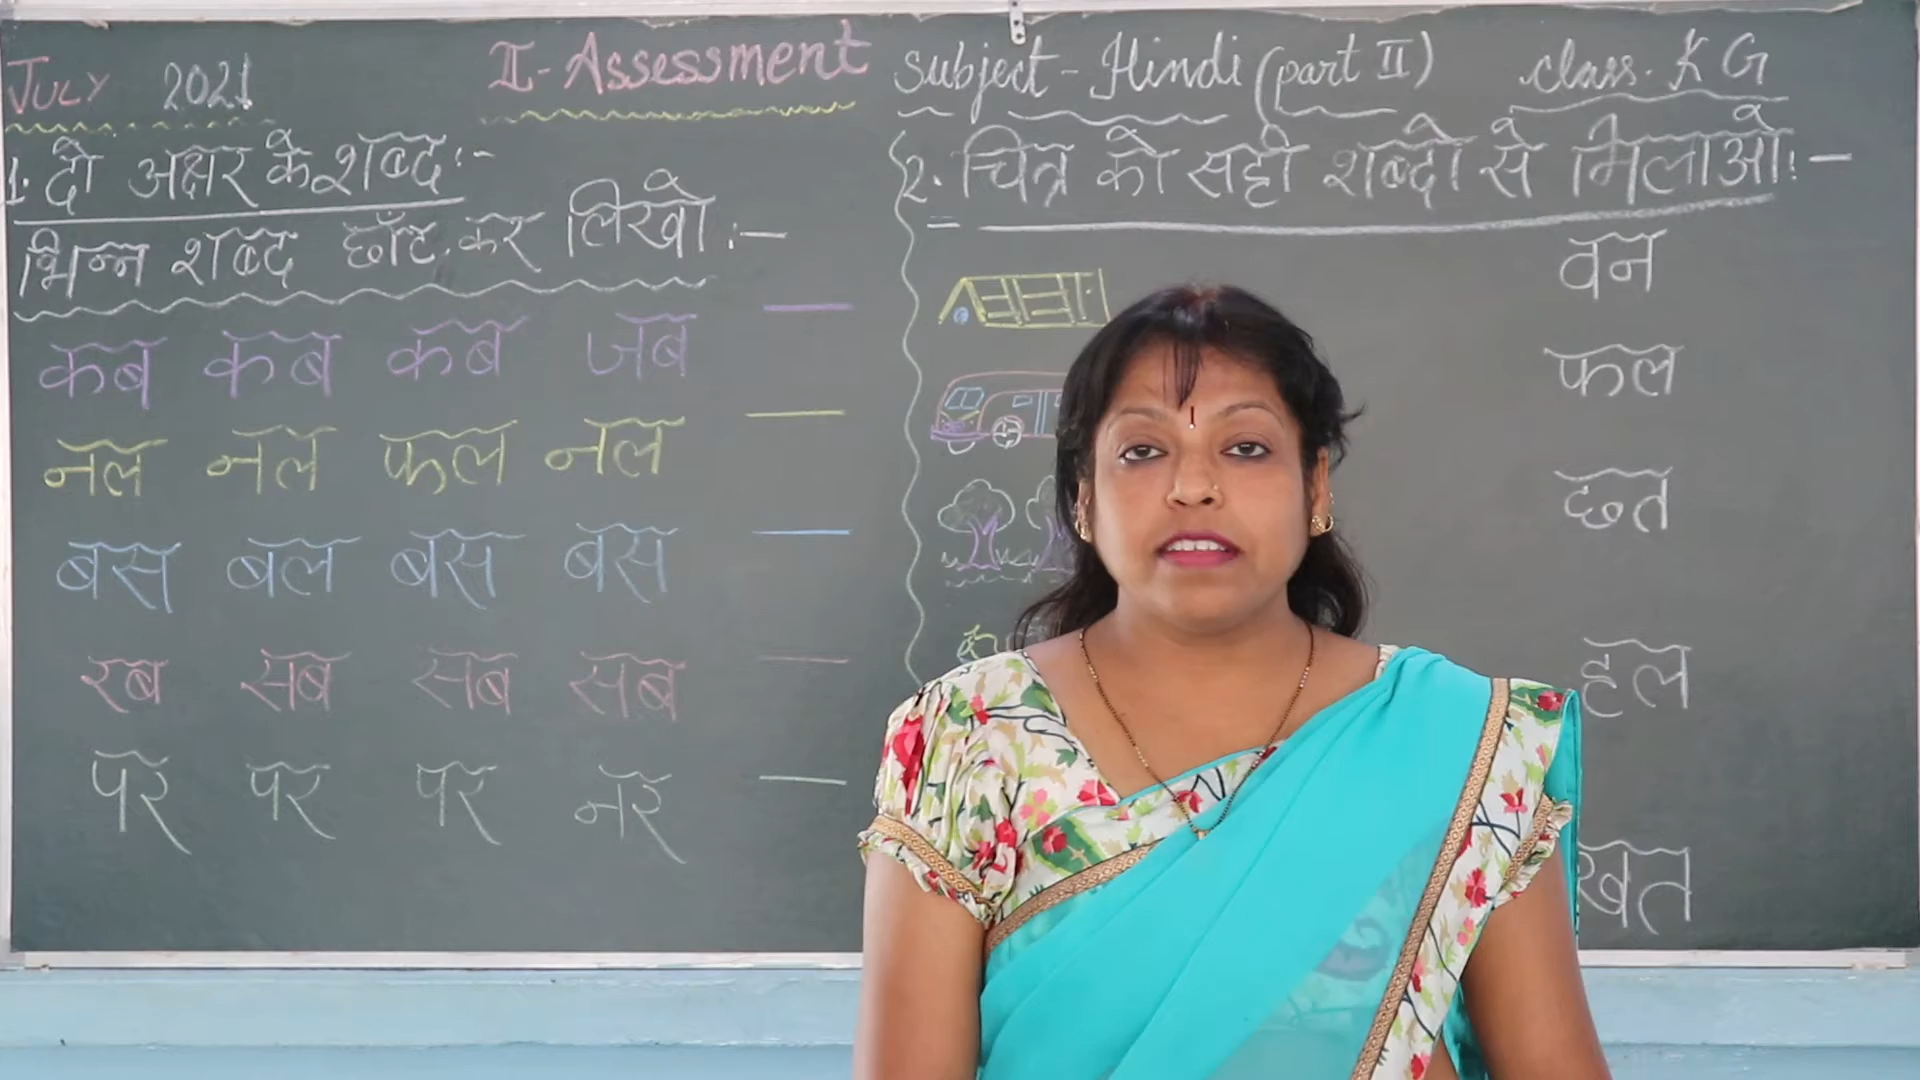 JULY 2021 II-Assessment Subject-Hindi (part II) class. KG
1. दो अक्षर के शब्द :-
भिन्न शब्द छाँट कर लिखो :-
कब कब कब जब
नल नल फल नल
बस बल बस बस
रब सब सब सब
पर पर पर नर
2. चित्र को सही शब्दो से मिलाओ :-
वन
फल
छत
हल
खत